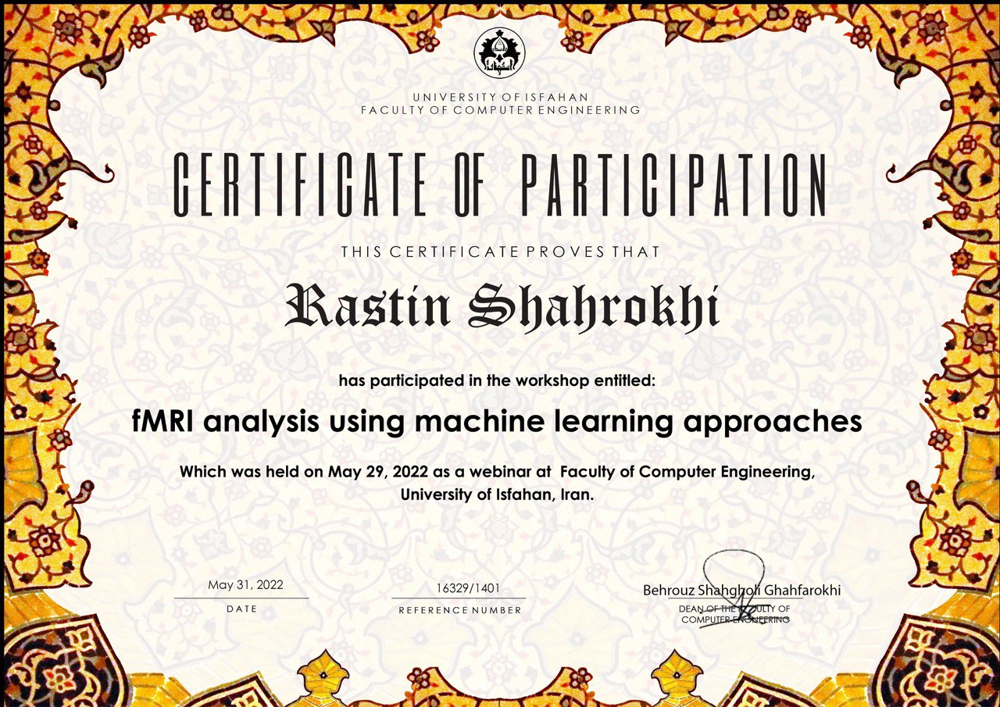 UNIVERSITY OF ISFAHAN
FACULTY OF COMPUTER ENGINEERING
CERTIFICATE OF PARTICIPATION
THIS CERTIFICATE PROVES THAT
Rastin Shahrokhi
has participated in the workshop entitled:
fMRI analysis using machine learning approaches
Which was held on May 29, 2022 as a webinar at Faculty of Computer Engineering,
University of Isfahan, Iran.
May 31, 2022
DATE
16329/1401
REFERENCE NUMBER
Behrouz Shahgholi Ghahfarokhi
DEAN OF THE FACULTY OF
COMPUTER ENGINEERING